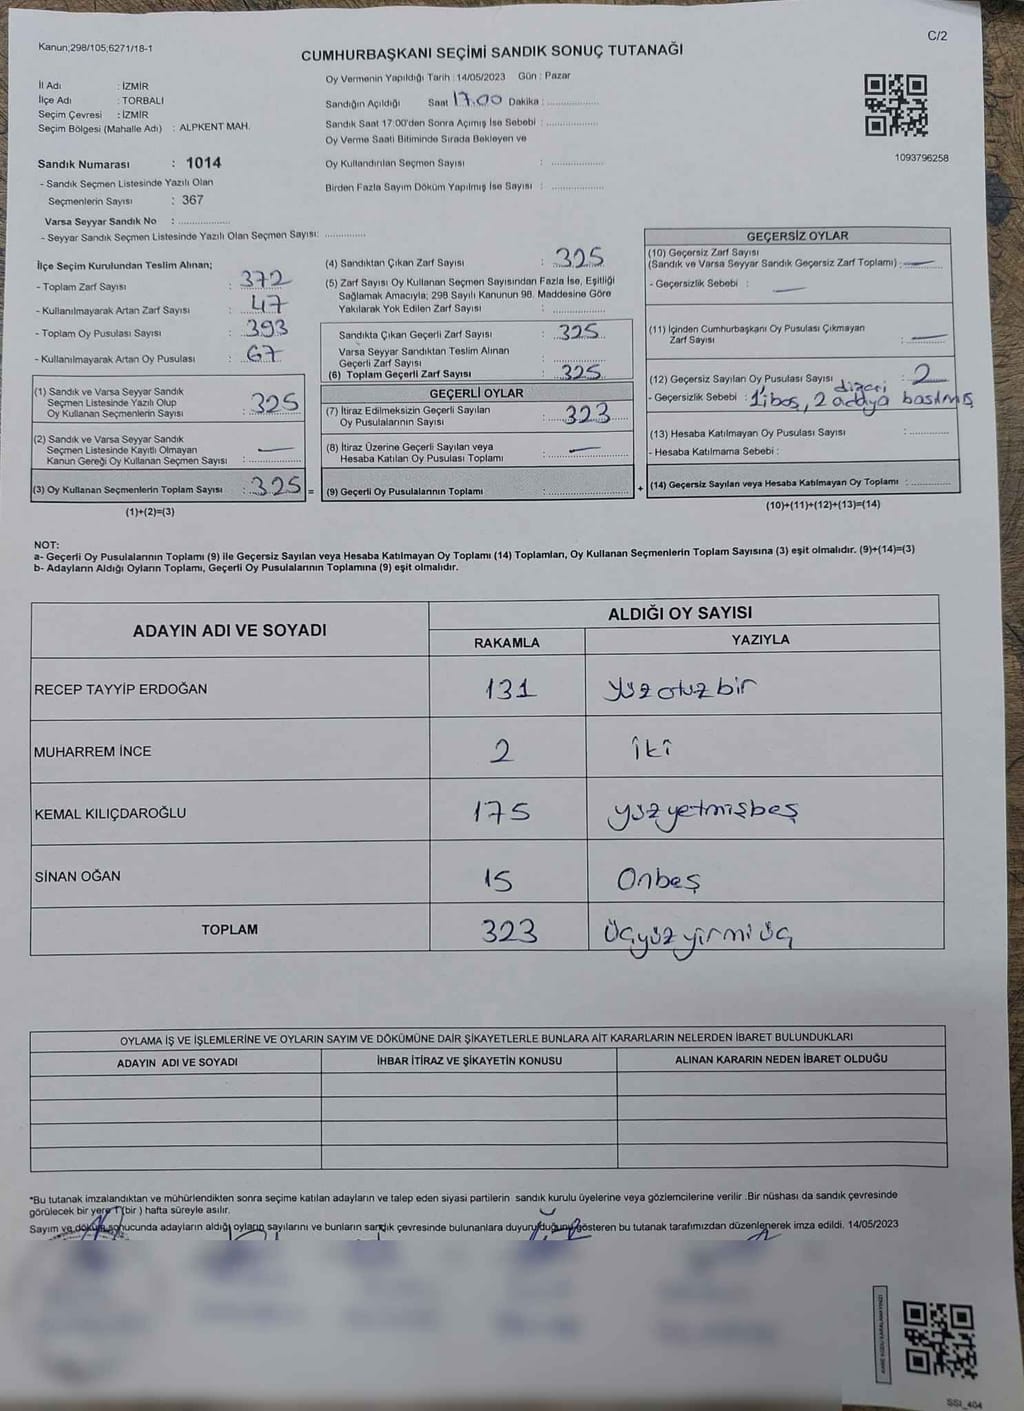 Kanun;298/105;6271/18-1
C/2
CUMHURBAŞKANI SEÇİMİ SANDIK SONUÇ TUTANAĞI
İl Adı : İZMİR
İlçe Adı : TORBALI
Seçim Çevresi : İZMİR
Seçim Bölgesi (Mahalle Adı) : ALPKENT MAH.
Sandık Numarası : 1014
- Sandık Seçmen Listesinde Yazılı Olan
Seçmenlerin Sayısı : 367
Varsa Seyyar Sandık No : ....................
- Seyyar Sandık Seçmen Listesinde Yazılı Olan Seçmen Sayısı: ...............
Oy Vermenin Yapıldığı Tarih : 14/05/2023 Gün : Pazar
Sandığın Açıldığı Saat 17.00 Dakika : ...................
Sandık Saat 17:00'den Sonra Açımış İse Sebebi : ...................
Oy Verme Saati Bitiminde Sırada Bekleyen ve
Oy Kullandırılan Seçmen Sayısı : ...................
Birden Fazla Sayım Döküm Yapılmış İse Sayısı : ...................
1093796258
İlçe Seçim Kurulundan Teslim Alınan;
- Toplam Zarf Sayısı : 372
- Kullanılmayarak Artan Zarf Sayısı : 47
- Toplam Oy Pusulası Sayısı : 393
- Kullanılmayarak Artan Oy Pusulası : 67
(1) Sandık ve Varsa Seyyar Sandık
Seçmen Listesinde Yazılı Olup
Oy Kullanan Seçmenlerin Sayısı : 325
(2) Sandık ve Varsa Seyyar Sandık
Seçmen Listesinde Kayıtlı Olmayan
Kanun Gereği Oy Kullanan Seçmen Sayısı : —
(3) Oy Kullanan Seçmenlerin Toplam Sayısı : 325 =
(1)+(2)=(3)
(4) Sandıktan Çıkan Zarf Sayısı : 325
(5) Zarf Sayısı Oy Kullanan Seçmen Sayısından Fazla İse, Eşitliği
Sağlamak Amacıyla; 298 Sayılı Kanunun 98. Maddesine Göre
Yakılarak Yok Edilen Zarf Sayısı : ...................
Sandıkta Çıkan Geçerli Zarf Sayısı : 325
Varsa Seyyar Sandıktan Teslim Alınan
Geçerli Zarf Sayısı : ...................
(6) Toplam Geçerli Zarf Sayısı : 325
GEÇERLİ OYLAR
(7) İtiraz Edilmeksizin Geçerli Sayılan
Oy Pusulalarının Sayısı : 323
(8) İtiraz Üzerine Geçerli Sayılan veya
Hesaba Katılan Oy Pusulası Toplamı : —
(9) Geçerli Oy Pusulalarının Toplamı : ................... +
GEÇERSİZ OYLAR
(10) Geçersiz Zarf Sayısı
(Sandık ve Varsa Seyyar Sandık Geçersiz Zarf Toplamı) : —
- Geçersizlik Sebebi : —
(11) İçinden Cumhurbaşkanı Oy Pusulası Çıkmayan
Zarf Sayısı : —
(12) Geçersiz Sayılan Oy Pusulası Sayısı : 2
- Geçersizlik Sebebi : 1'i boş, diğeri 2 adaya basılmış
(13) Hesaba Katılmayan Oy Pusulası Sayısı : ..............
- Hesaba Katılmama Sebebi :
(14) Geçersiz Sayılan veya Hesaba Katılmayan Oy Toplamı : ..............
(10)+(11)+(12)+(13)=(14)
NOT:
a- Geçerli Oy Pusulalarının Toplamı (9) ile Geçersiz Sayılan veya Hesaba Katılmayan Oy Toplamı (14) Toplamları, Oy Kullanan Seçmenlerin Toplam Sayısına (3) eşit olmalıdır. (9)+(14)=(3)
b- Adayların Aldığı Oyların Toplamı, Geçerli Oy Pusulalarının Toplamına (9) eşit olmalıdır.
ADAYIN ADI VE SOYADI
ALDIĞI OY SAYISI
RAKAMLA YAZIYLA
RECEP TAYYİP ERDOĞAN 131 yüzotuzbir
MUHARREM İNCE 2 iki
KEMAL KILIÇDAROĞLU 175 yüzyetmişbeş
SİNAN OĞAN 15 Onbeş
TOPLAM 323 üçyüzyirmiüç
OYLAMA İŞ VE İŞLEMLERİNE VE OYLARIN SAYIM VE DÖKÜMÜNE DAİR ŞİKAYETLERLE BUNLARA AİT KARARLARIN NELERDEN İBARET BULUNDUKLARI
ADAYIN ADI VE SOYADI İHBAR İTİRAZ VE ŞİKAYETİN KONUSU ALINAN KARARIN NEDEN İBARET OLDUĞU
*Bu tutanak imzalandıktan ve mühürlendikten sonra seçime katılan adayların ve talep eden siyasi partilerin sandık kurulu üyelerine veya gözlemcilerine verilir .Bir nüshası da sandık çevresinde
görülecek bir yere 1(bir ) hafta süreyle asılır.
Sayım ve döküm sonucunda adayların aldığı oyların sayılarını ve bunların sandık çevresinde bulunanlara duyurulduğunu gösteren bu tutanak tarafımızdan düzenlenerek imza edildi. 14/05/2023
SSI_404